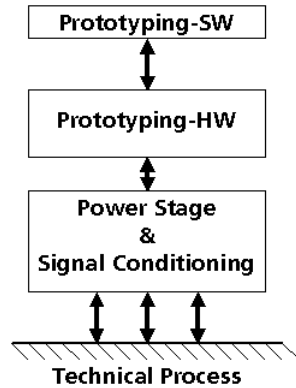 Prototyping-SW
Prototyping-HW
Power Stage
&
Signal Conditioning
Technical Process